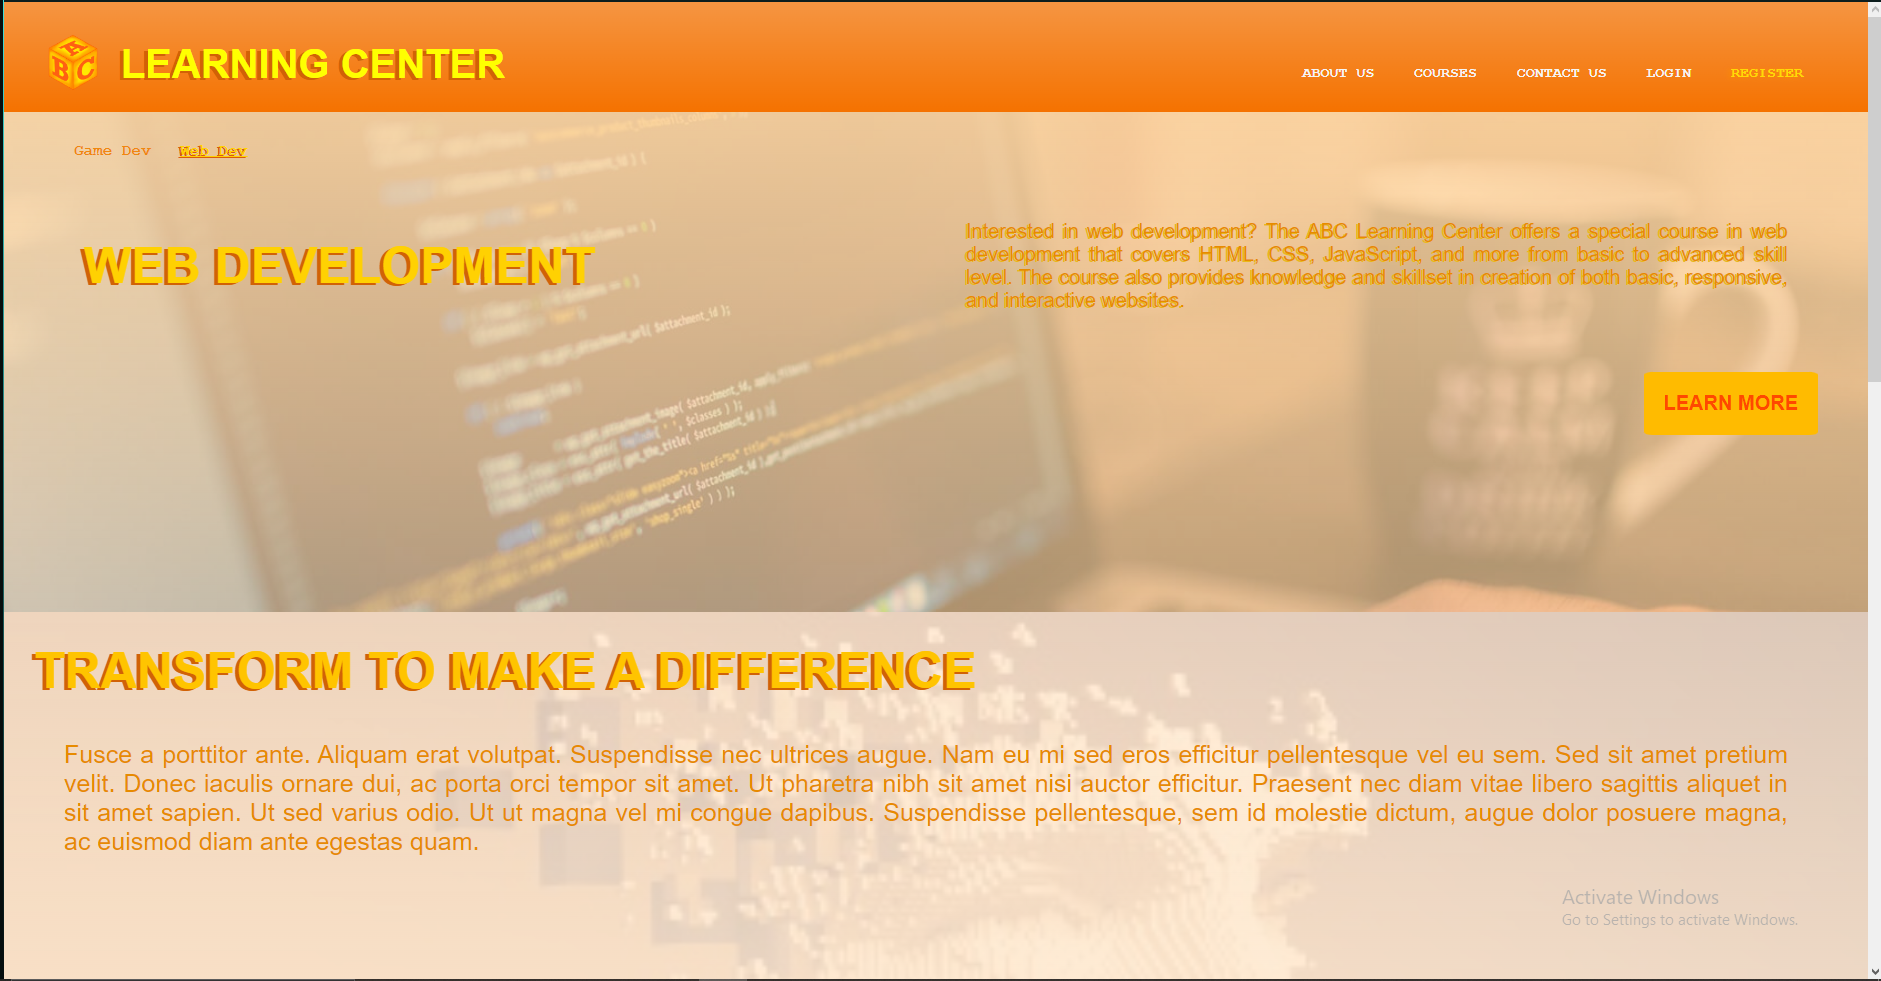 ABC LEARNING CENTER
ABOUT US COURSES CONTACT US LOGIN REGISTER
Game Dev Web Dev
WEB DEVELOPMENT
Interested in web development? The ABC Learning Center offers a special course in web
development that covers HTML, CSS, JavaScript, and more from basic to advanced skill
level. The course also provides knowledge and skillset in creation of both basic, responsive,
and interactive websites.
LEARN MORE
TRANSFORM TO MAKE A DIFFERENCE
Fusce a porttitor ante. Aliquam erat volutpat. Suspendisse nec ultrices augue. Nam eu mi sed eros efficitur pellentesque vel eu sem. Sed sit amet pretium
velit. Donec iaculis ornare dui, ac porta orci tempor sit amet. Ut pharetra nibh sit amet nisi auctor efficitur. Praesent nec diam vitae libero sagittis aliquet in
sit amet sapien. Ut sed varius odio. Ut ut magna vel mi congue dapibus. Suspendisse pellentesque, sem id molestie dictum, augue dolor posuere magna,
ac euismod diam ante egestas quam.
Activate Windows
Go to Settings to activate Windows.